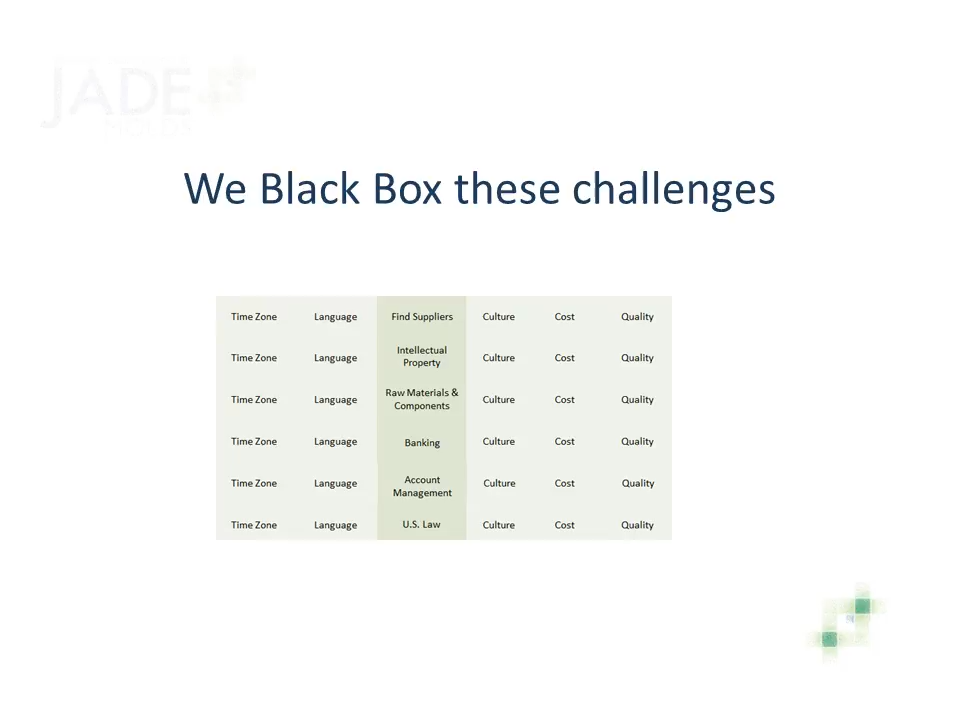 JADE
We Black Box these challenges
Time Zone Language Find Suppliers Culture Cost Quality
Time Zone Language Intellectual Property Culture Cost Quality
Time Zone Language Raw Materials & Components Culture Cost Quality
Time Zone Language Banking Culture Cost Quality
Time Zone Language Account Management Culture Cost Quality
Time Zone Language U.S. Law Culture Cost Quality